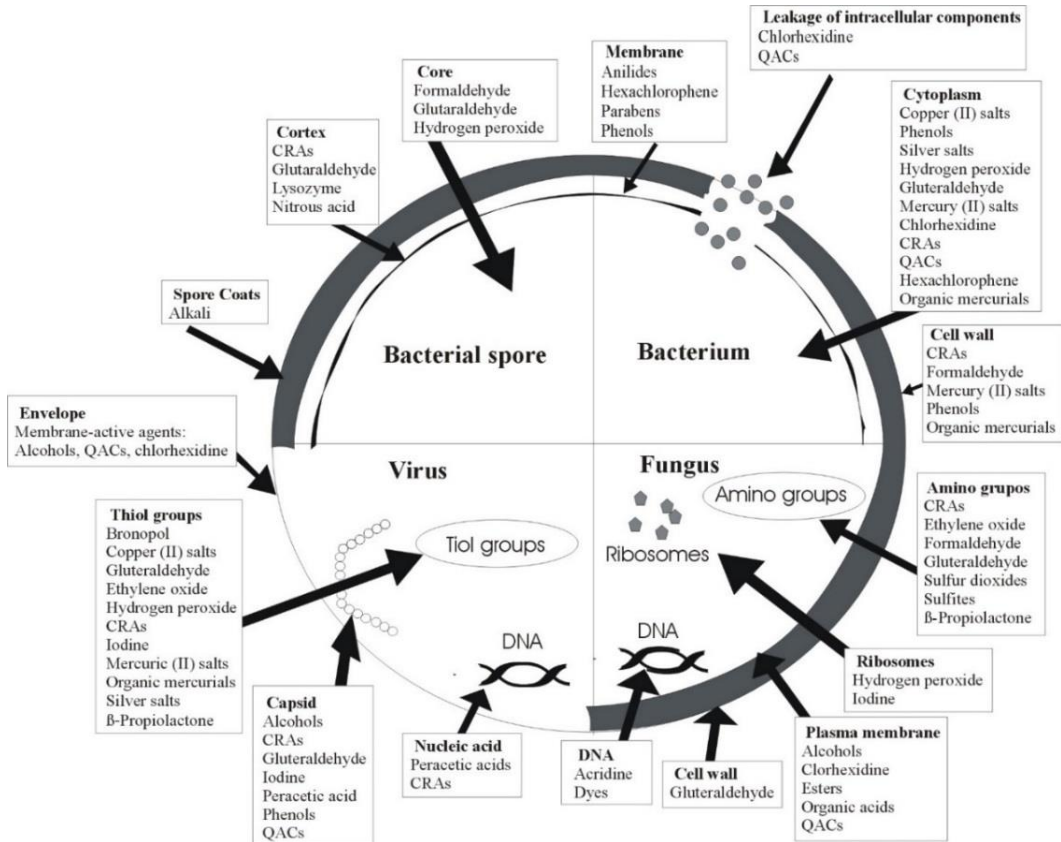 Leakage of intracellular components
Chlorhexidine
QACs
Membrane
Anilides
Hexachlorophene
Parabens
Phenols
Core
Formaldehyde
Glutaraldehyde
Hydrogen peroxide
Cortex
CRAs
Glutaraldehyde
Lysozyme
Nitrous acid
Cytoplasm
Copper (II) salts
Phenols
Silver salts
Hydrogen peroxide
Gluteraldehyde
Mercury (II) salts
Chlorhexidine
CRAs
QACs
Hexachlorophene
Organic mercurials
Spore Coats
Alkali
Bacterial spore
Bacterium
Cell wall
CRAs
Formaldehyde
Mercury (II) salts
Phenols
Organic mercurials
Envelope
Membrane-active agents:
Alcohols, QACs, chlorhexidine
Virus
Fungus
Thiol groups
Bronopol
Copper (II) salts
Gluteraldehyde
Ethylene oxide
Hydrogen peroxide
CRAs
Iodine
Mercuric (II) salts
Organic mercurials
Silver salts
ß-Propiolactone
Tiol groups
Amino groups
Ribosomes
Amino grupos
CRAs
Ethylene oxide
Formaldehyde
Gluteraldehyde
Sulfur dioxides
Sulfites
ß-Propiolactone
DNA
DNA
Ribosomes
Hydrogen peroxide
Iodine
Capsid
Alcohols
CRAs
Gluteraldehyde
Iodine
Peracetic acid
Phenols
QACs
Nucleic acid
Peracetic acids
CRAs
DNA
Acridine
Dyes
Cell wall
Gluteraldehyde
Plasma membrane
Alcohols
Clorhexidine
Esters
Organic acids
QACs